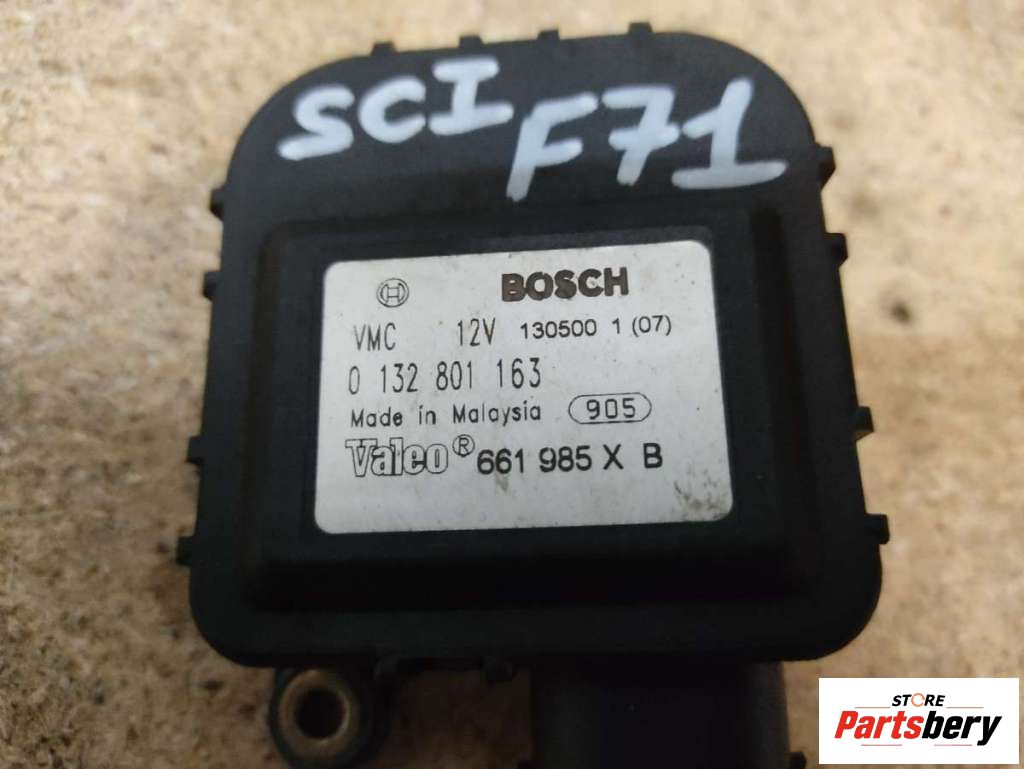 SCI
F71
BOSCH
VMC 12V 130500 1 (07)
0 132 801 163
Made in Malaysia 905
Valeo® 661 985 X B
STORE
Partsbery